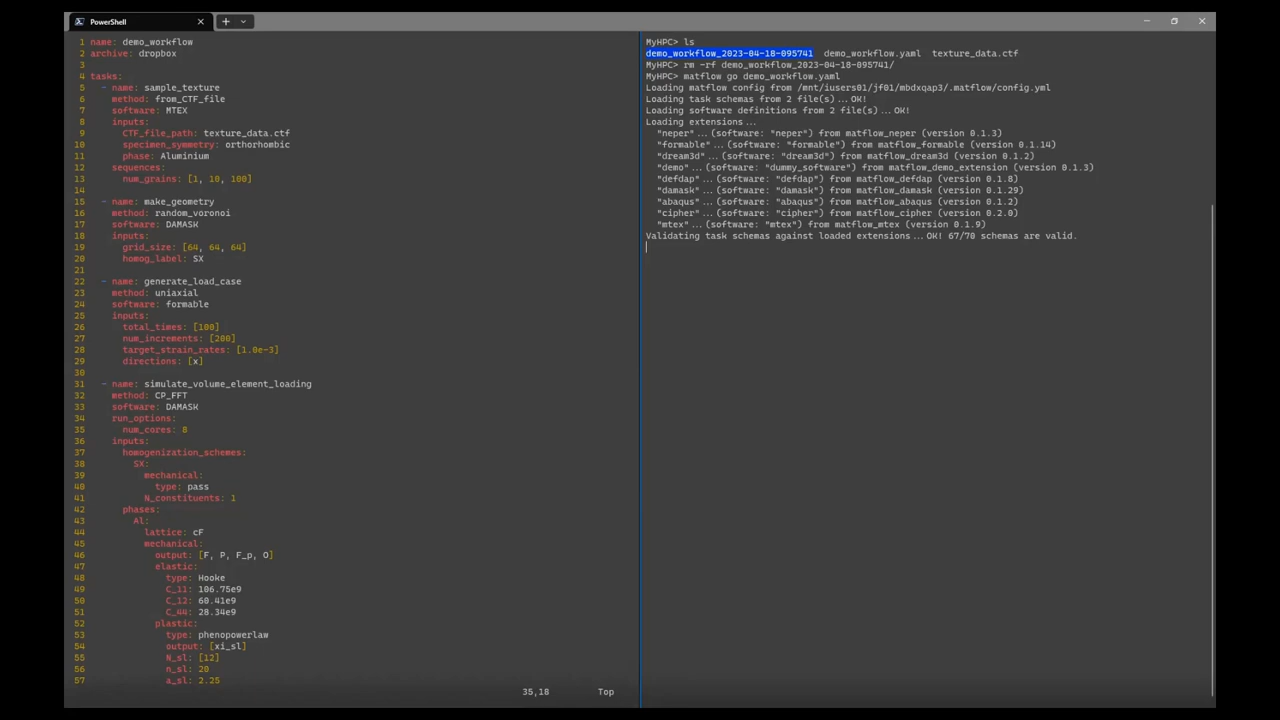 PowerShell
1 name: demo_workflow
2 archive: dropbox
3
4 tasks:
5 - name: sample_texture
6 method: from_CTF_file
7 software: MTEX
8 inputs:
9 CTF_file_path: texture_data.ctf
10 specimen_symmetry: orthorhombic
11 phase: Aluminium
12 sequences:
13 num_grains: [1, 10, 100]
14
15 - name: make_geometry
16 method: random_voronoi
17 software: DAMASK
18 inputs:
19 grid_size: [64, 64, 64]
20 homog_label: SX
21
22 - name: generate_load_case
23 method: uniaxial
24 software: formable
25 inputs:
26 total_times: [100]
27 num_increments: [200]
28 target_strain_rates: [1.0e-3]
29 directions: [x]
30
31 - name: simulate_volume_element_loading
32 method: CP_FFT
33 software: DAMASK
34 run_options:
35 num_cores: 8
36 inputs:
37 homogenization_schemes:
38 SX:
39 mechanical:
40 type: pass
41 N_constituents: 1
42 phases:
43 Al:
44 lattice: cF
45 mechanical:
46 output: [F, P, F_p, O]
47 elastic:
48 type: Hooke
49 C_11: 106.75e9
50 C_12: 60.41e9
51 C_44: 28.34e9
52 plastic:
53 type: phenopowerlaw
54 output: [xi_sl]
55 N_sl: [12]
56 n_sl: 20
57 a_sl: 2.25
35,18 Top
MyHPC> ls
demo_workflow_2023-04-18-095741 demo_workflow.yaml texture_data.ctf
MyHPC> rm -rf demo_workflow_2023-04-18-095741/
MyHPC> matflow go demo_workflow.yaml
Loading matflow config from /mnt/iusers01/jf01/mbdxqap3/.matflow/config.yml
Loading task schemas from 2 file(s)...OK!
Loading software definitions from 2 file(s)...OK!
Loading extensions...
"neper"...(software: "neper") from matflow_neper (version 0.1.3)
"formable"...(software: "formable") from matflow_formable (version 0.1.14)
"dream3d"...(software: "dream3d") from matflow_dream3d (version 0.1.2)
"demo"...(software: "dummy_software") from matflow_demo_extension (version 0.1.3)
"defdap"...(software: "defdap") from matflow_defdap (version 0.1.8)
"damask"...(software: "damask") from matflow_damask (version 0.1.29)
"abaqus"...(software: "abaqus") from matflow_abaqus (version 0.1.2)
"cipher"...(software: "cipher") from matflow_cipher (version 0.2.0)
"mtex"...(software: "mtex") from matflow_mtex (version 0.1.9)
Validating task schemas against loaded extensions...OK! 67/70 schemas are valid.